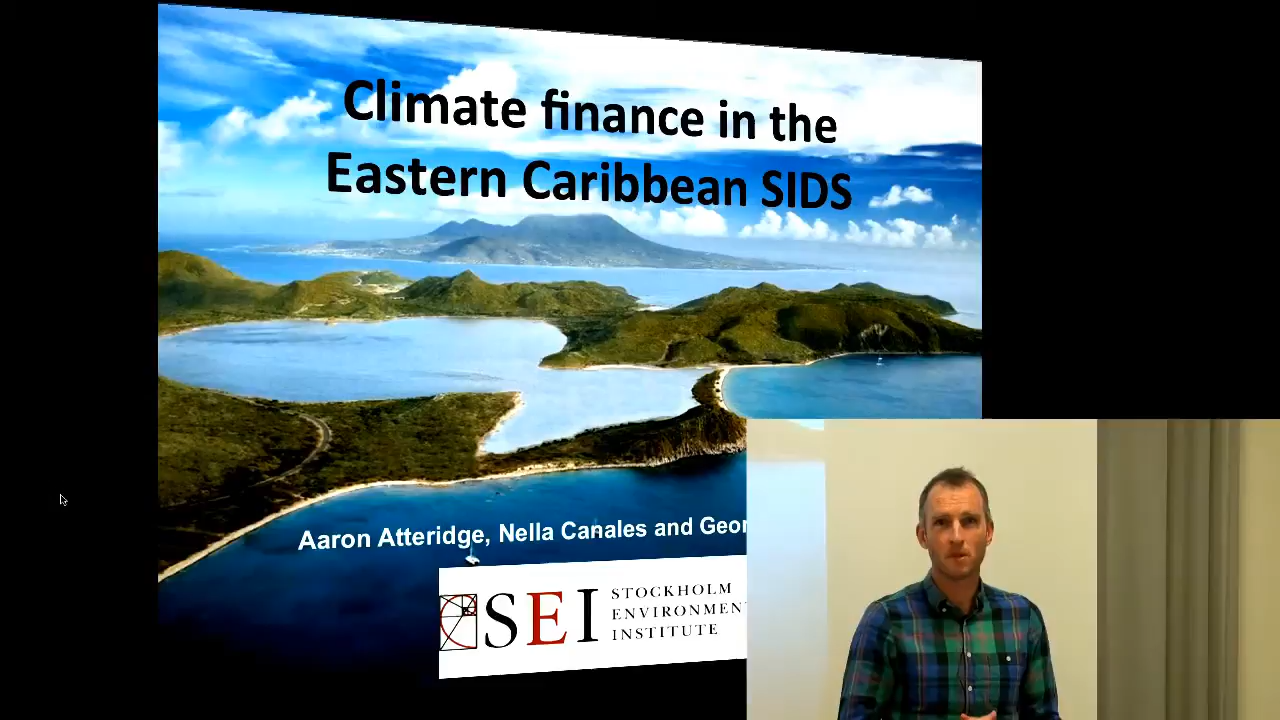 Climate finance in the
Eastern Caribbean SIDS
Aaron Atteridge, Nella Canales and
SEI
STOCKHOLM
ENVIRONMENT
INSTITUTE